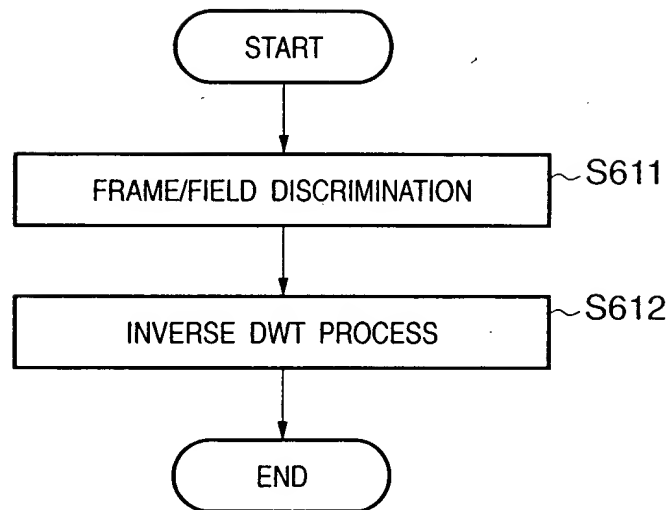 START
FRAME/FIELD DISCRIMINATION
S611
INVERSE DWT PROCESS
S612
END